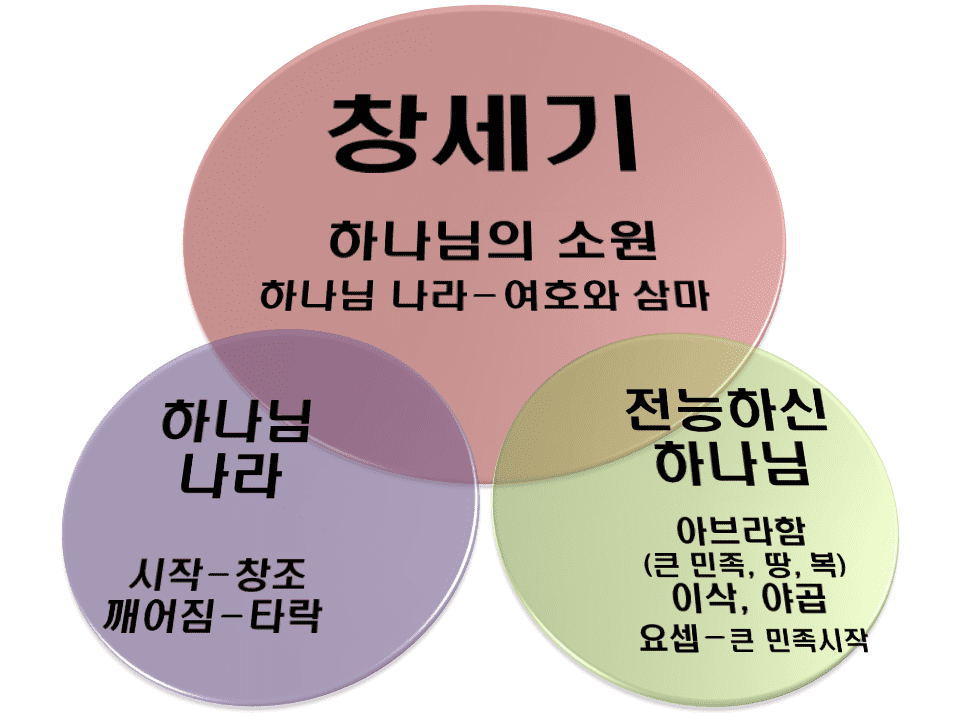 창세기
하나님의 소원
하나님 나라-여호와 삼마
하나님
나라
시작-창조
깨어짐-타락
전능하신
하나님
아브라함
(큰 민족, 땅, 복)
이삭, 야곱
요셉-큰 민족시작